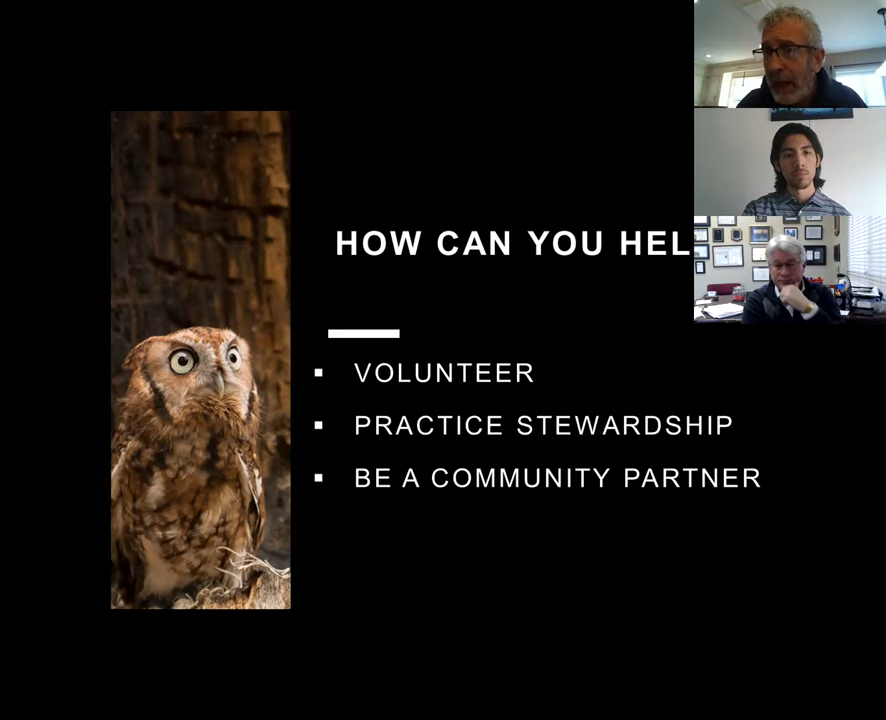 HOW CAN YOU HEL
VOLUNTEER
PRACTICE STEWARDSHIP
BE A COMMUNITY PARTNER